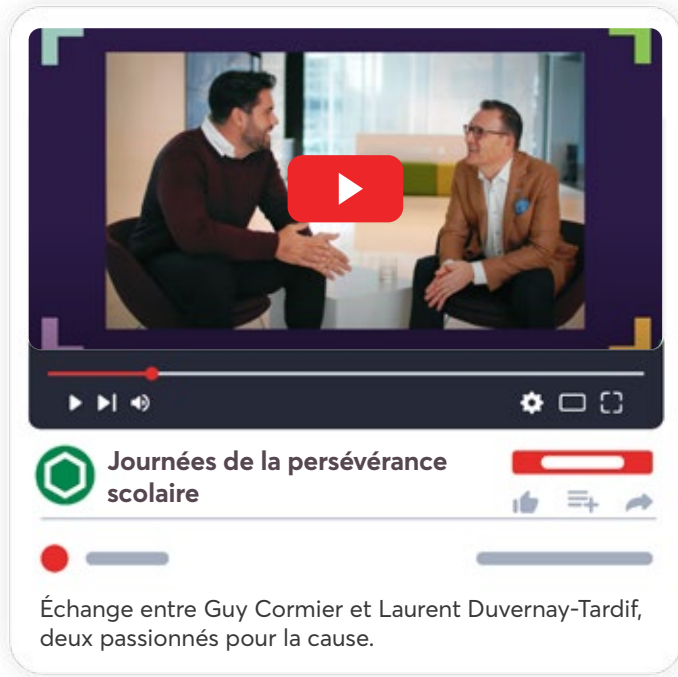 Journées de la persévérance
scolaire
Échange entre Guy Cormier et Laurent Duvernay-Tardif,
deux passionnés pour la cause.